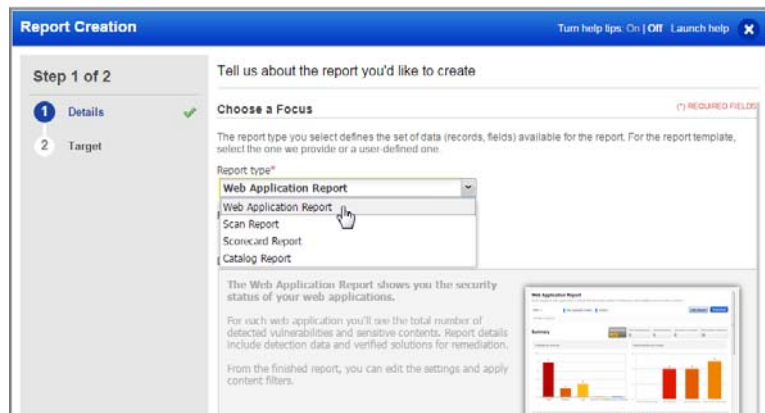 Report Creation
Turn help tips: On | Off Launch help
Step 1 of 2
1 Details
2 Target
Tell us about the report you'd like to create
Choose a Focus
(*) REQUIRED FIELDS
The report type you select defines the set of data (records, fields) available for the report. For the report template,
select the one we provide or a user-defined one.
Report type*
Web Application Report
Web Application Report
Scan Report
Scorecard Report
Catalog Report
The Web Application Report shows you the security
status of your web applications.
For each web application you'll see the total number of
detected vulnerabilities and sensitive contents. Report details
include detection data and verified solutions for remediation.
From the finished report, you can edit the settings and apply
content filters.
Web Application Report
Summary